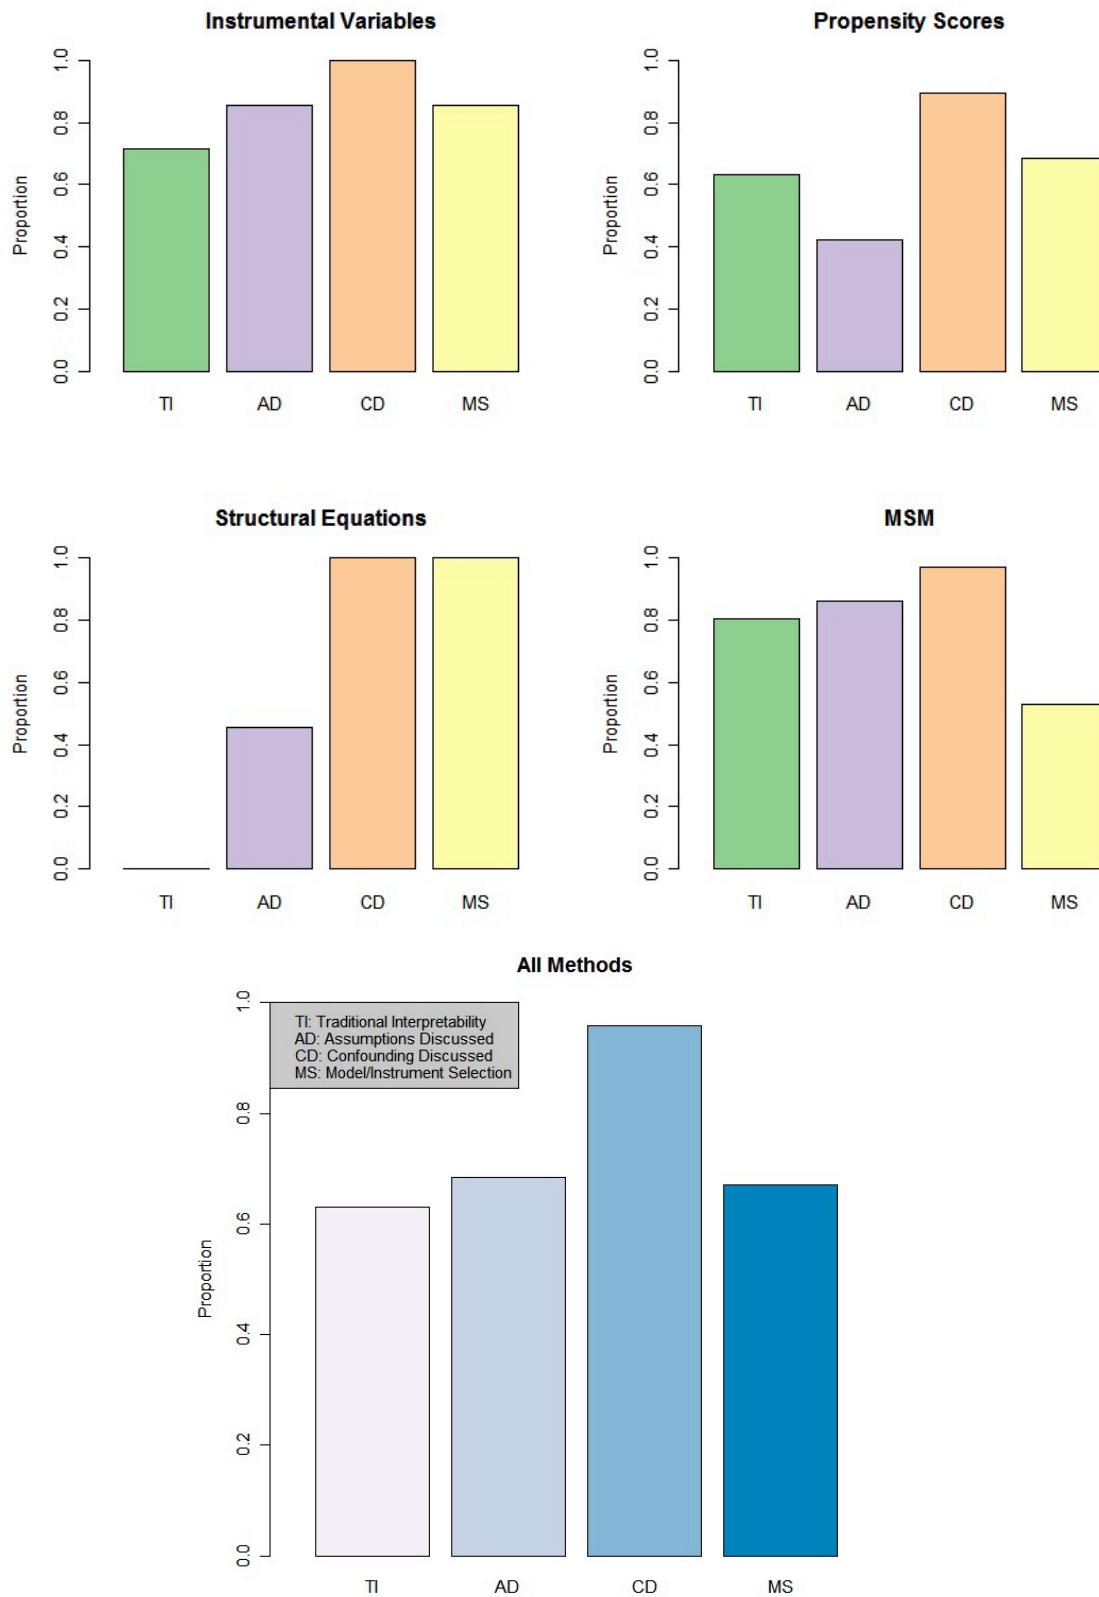 Instrumental Variables
Proportion
1.0
0.8
0.6
0.4
0.2
0.0
TI AD CD MS
Propensity Scores
Proportion
1.0
0.8
0.6
0.4
0.2
0.0
TI AD CD MS
Structural Equations
Proportion
1.0
0.8
0.6
0.4
0.2
0.0
TI AD CD MS
MSM
Proportion
1.0
0.8
0.6
0.4
0.2
0.0
TI AD CD MS
All Methods
TI: Traditional Interpretability
AD: Assumptions Discussed
CD: Confounding Discussed
MS: Model/Instrument Selection
Proportion
1.0
0.8
0.6
0.4
0.2
0.0
TI AD CD MS